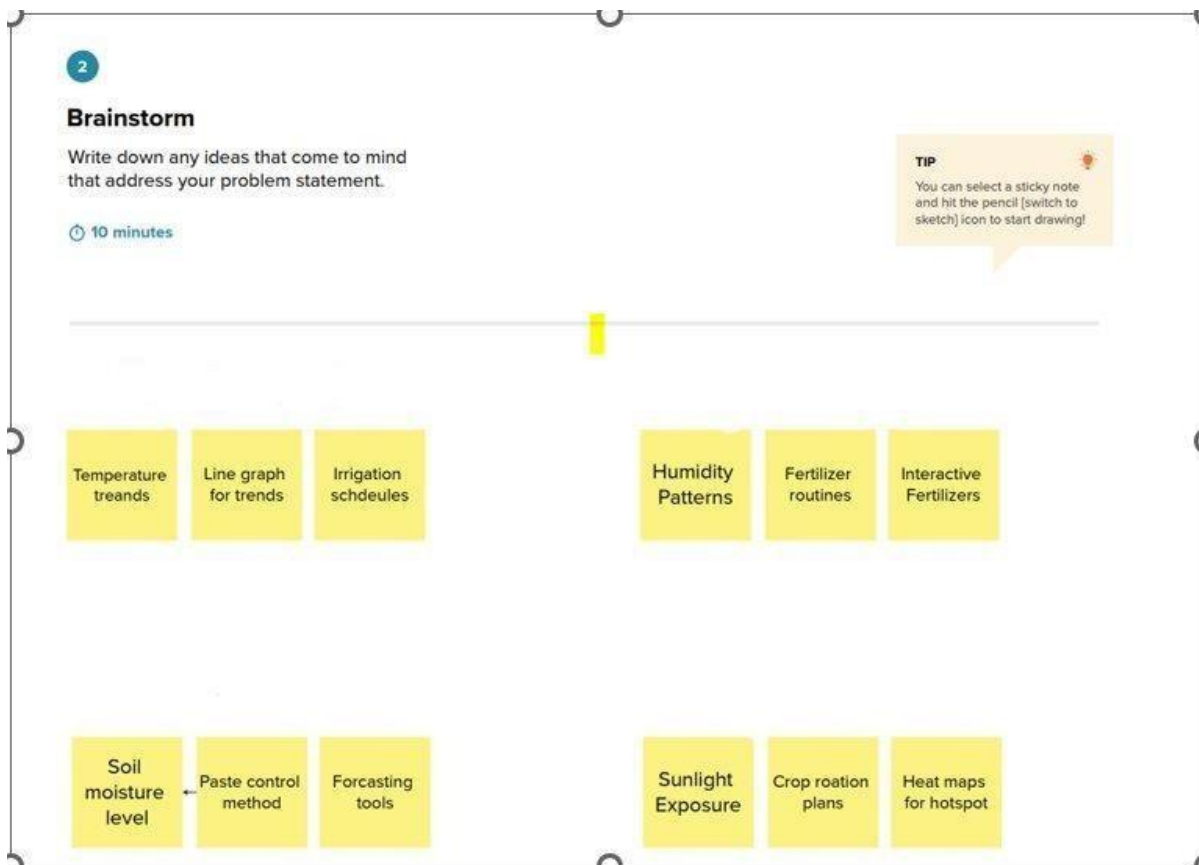 2
Brainstorm
Write down any ideas that come to mind
that address your problem statement.
10 minutes
TIP
You can select a sticky note
and hit the pencil [switch to
sketch] icon to start drawing!
Temperature
treands
Line graph
for trends
Irrigation
schdeules
Humidity
Patterns
Fertilizer
routines
Interactive
Fertilizers
Soil
moisture
level
Paste control
method
Forcasting
tools
Sunlight
Exposure
Crop roation
plans
Heat maps
for hotspot